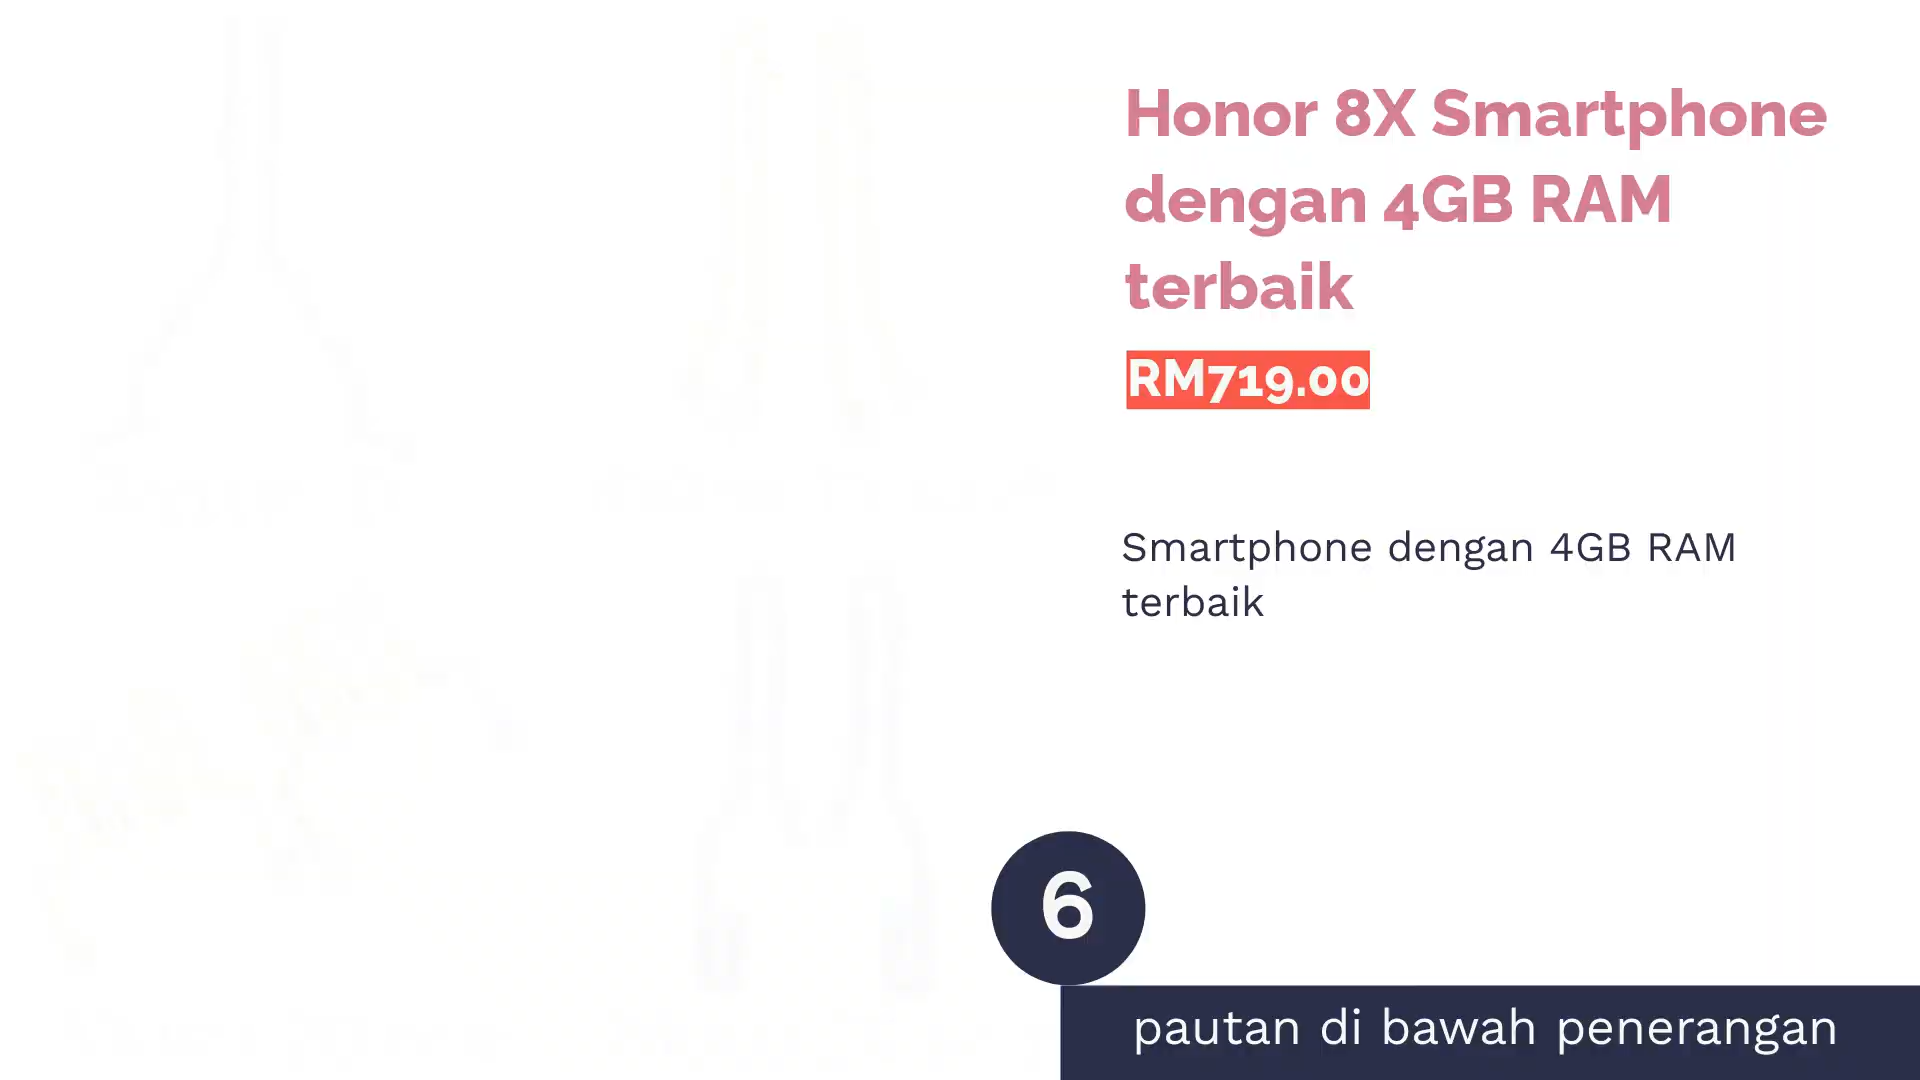 Honor 8X Smartphone
dengan 4GB RAM
terbaik
RM719.00
Smartphone dengan 4GB RAM
terbaik
6
pautan di bawah penerangan